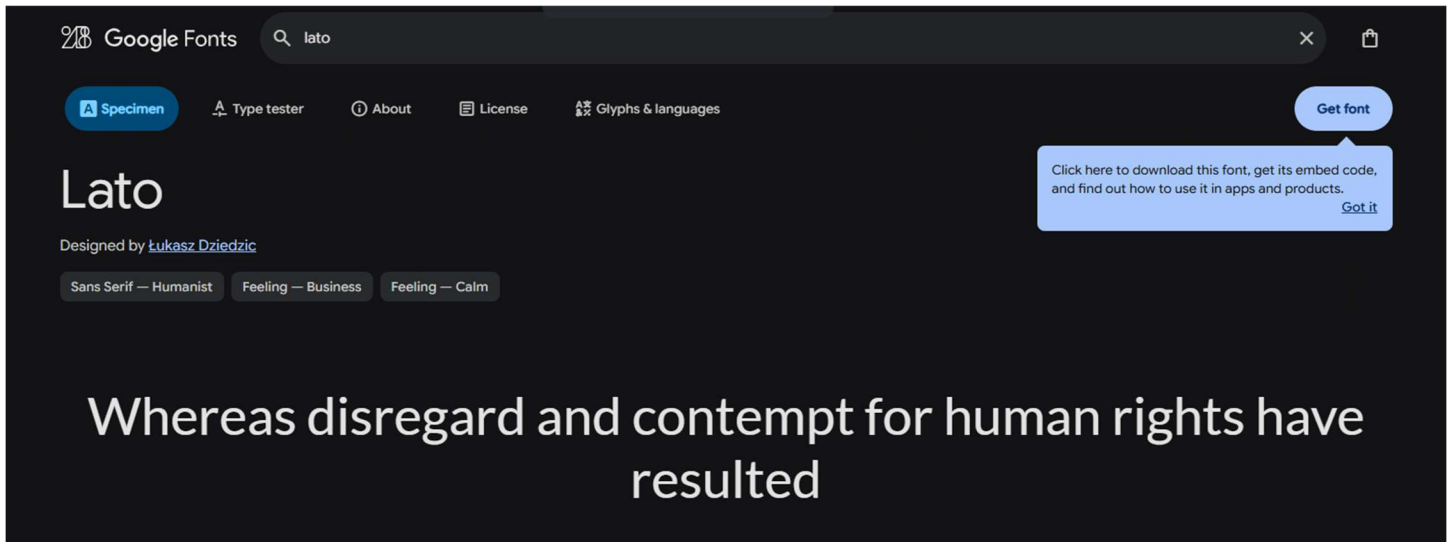 Google Fonts
lato
Specimen
Type tester
About
License
Glyphs & languages
Get font
Click here to download this font, get its embed code,
and find out how to use it in apps and products.
Got it
Lato
Designed by Łukasz Dziedzic
Sans Serif — Humanist
Feeling — Business
Feeling — Calm
Whereas disregard and contempt for human rights have
resulted